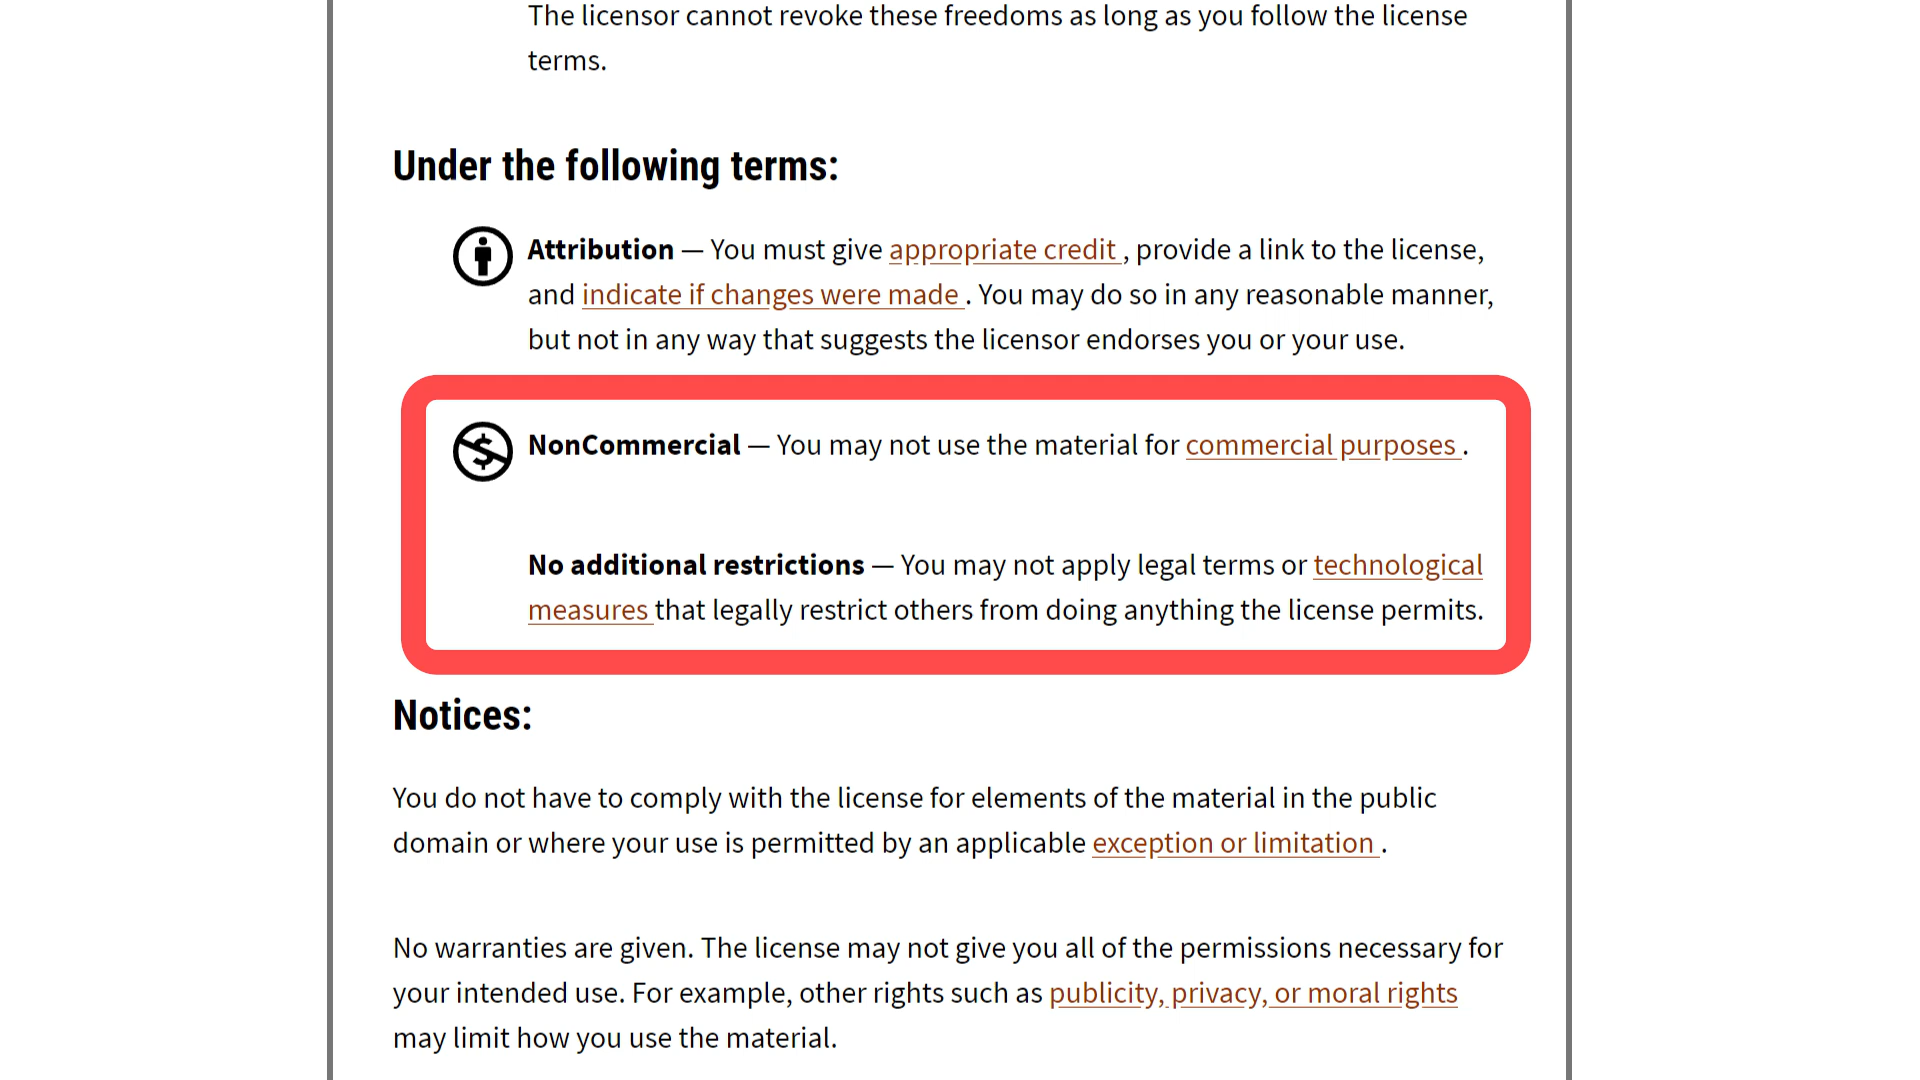 The licensor cannot revoke these freedoms as long as you follow the license
terms.
Under the following terms:
Attribution — You must give appropriate credit , provide a link to the license,
and indicate if changes were made . You may do so in any reasonable manner,
but not in any way that suggests the licensor endorses you or your use.
NonCommercial — You may not use the material for commercial purposes .
No additional restrictions — You may not apply legal terms or technological
measures that legally restrict others from doing anything the license permits.
Notices:
You do not have to comply with the license for elements of the material in the public
domain or where your use is permitted by an applicable exception or limitation .
No warranties are given. The license may not give you all of the permissions necessary for
your intended use. For example, other rights such as publicity, privacy, or moral rights
may limit how you use the material.